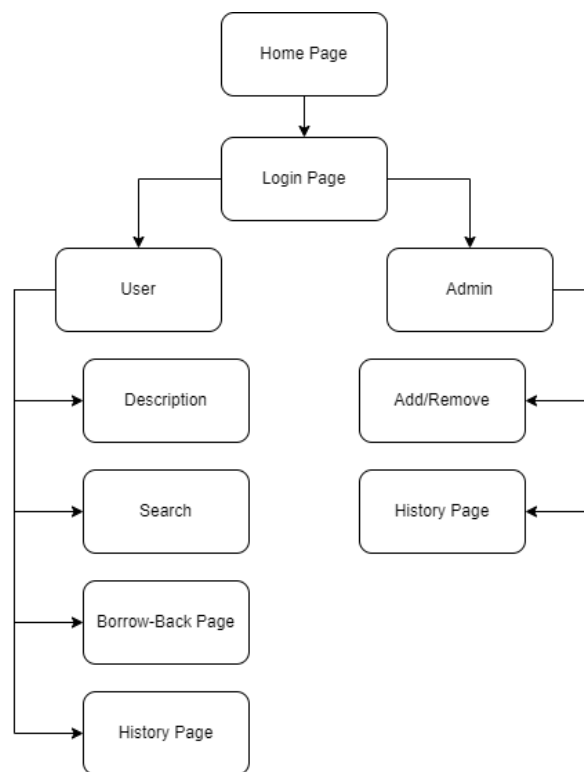 Home Page
Login Page
User
Admin
Description
Add/Remove
Search
History Page
Borrow-Back Page
History Page